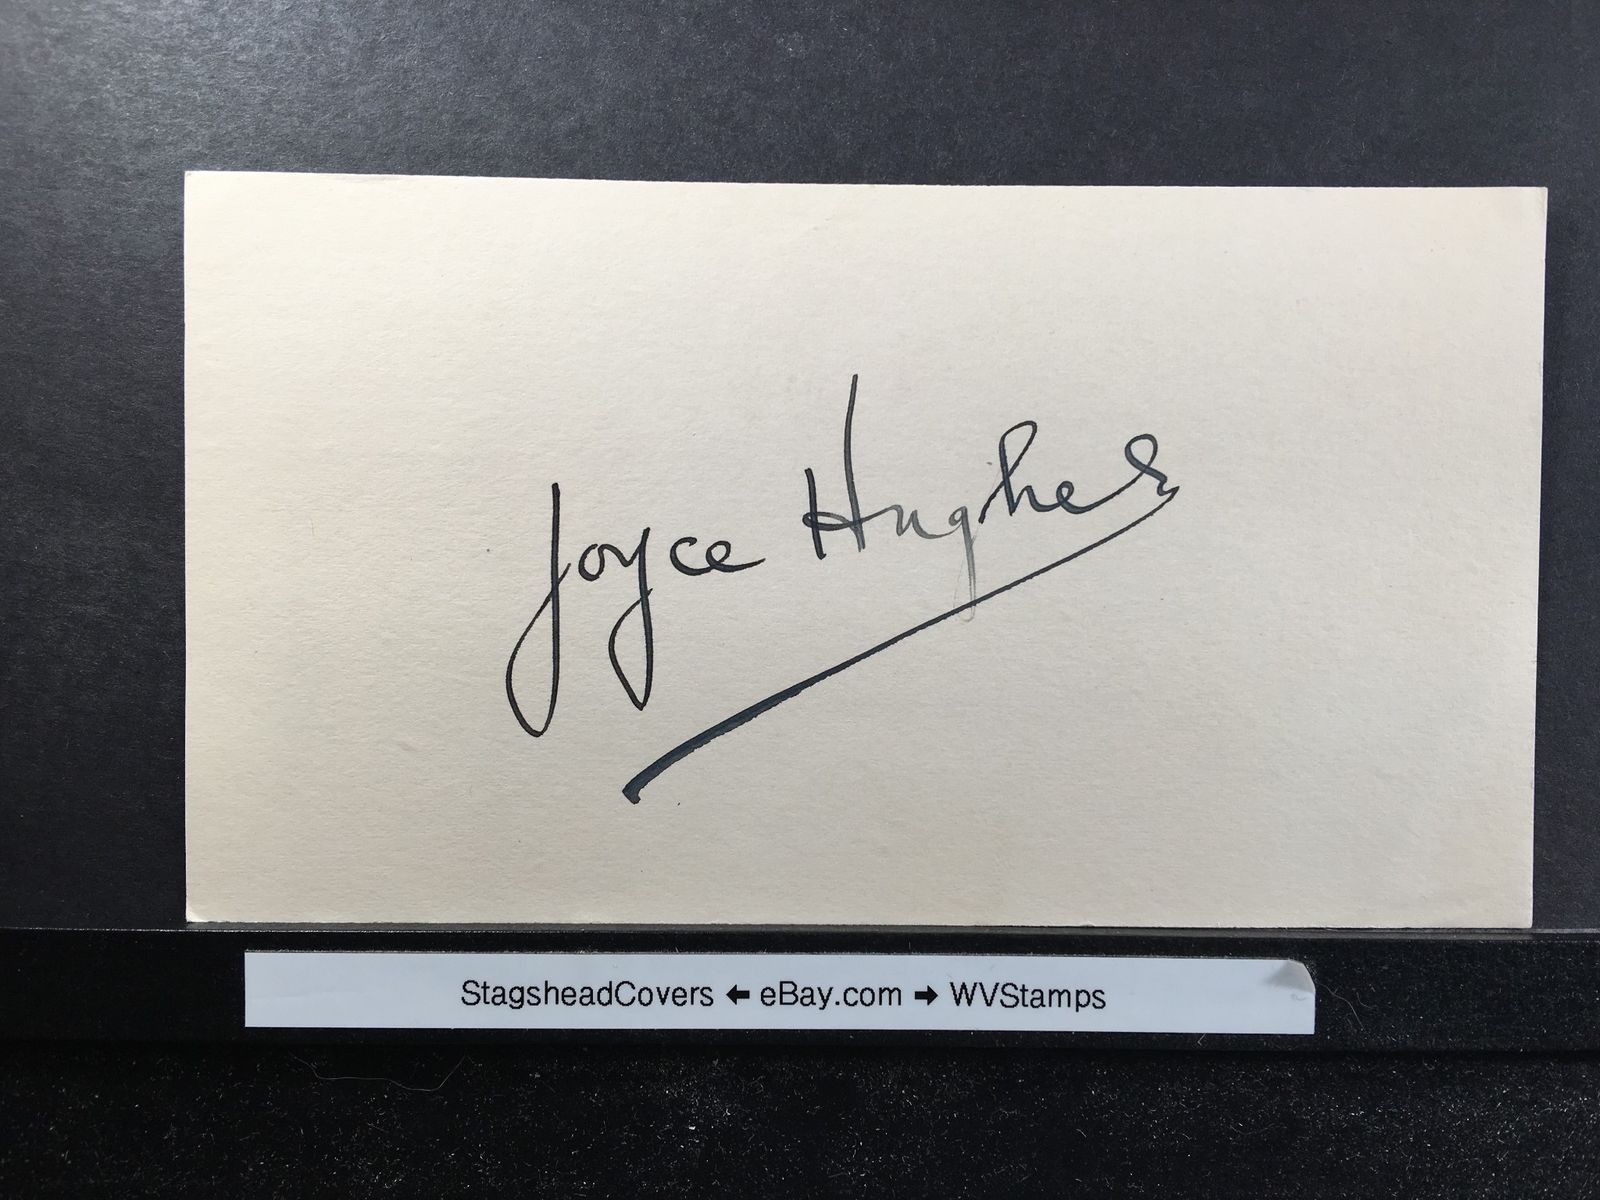 Joyce Hughes
StagsheadCovers ← eBay.com → WVStamps